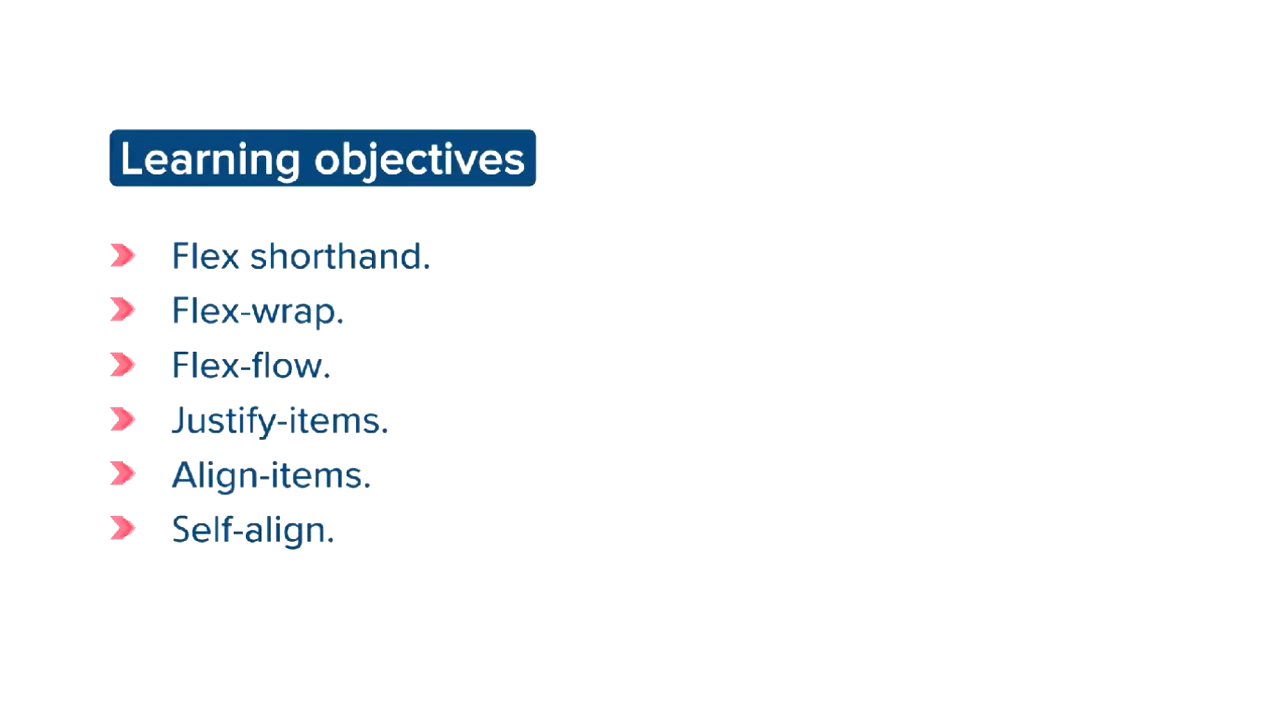 Learning objectives
Flex shorthand.
Flex-wrap.
Flex-flow.
Justify-items.
Align-items.
Self-align.